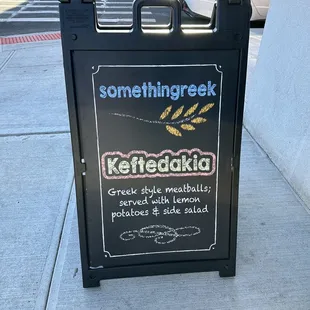 somethingreek
Keftedakia
Greek style meatballs;
served with lemon
potatoes & side salad